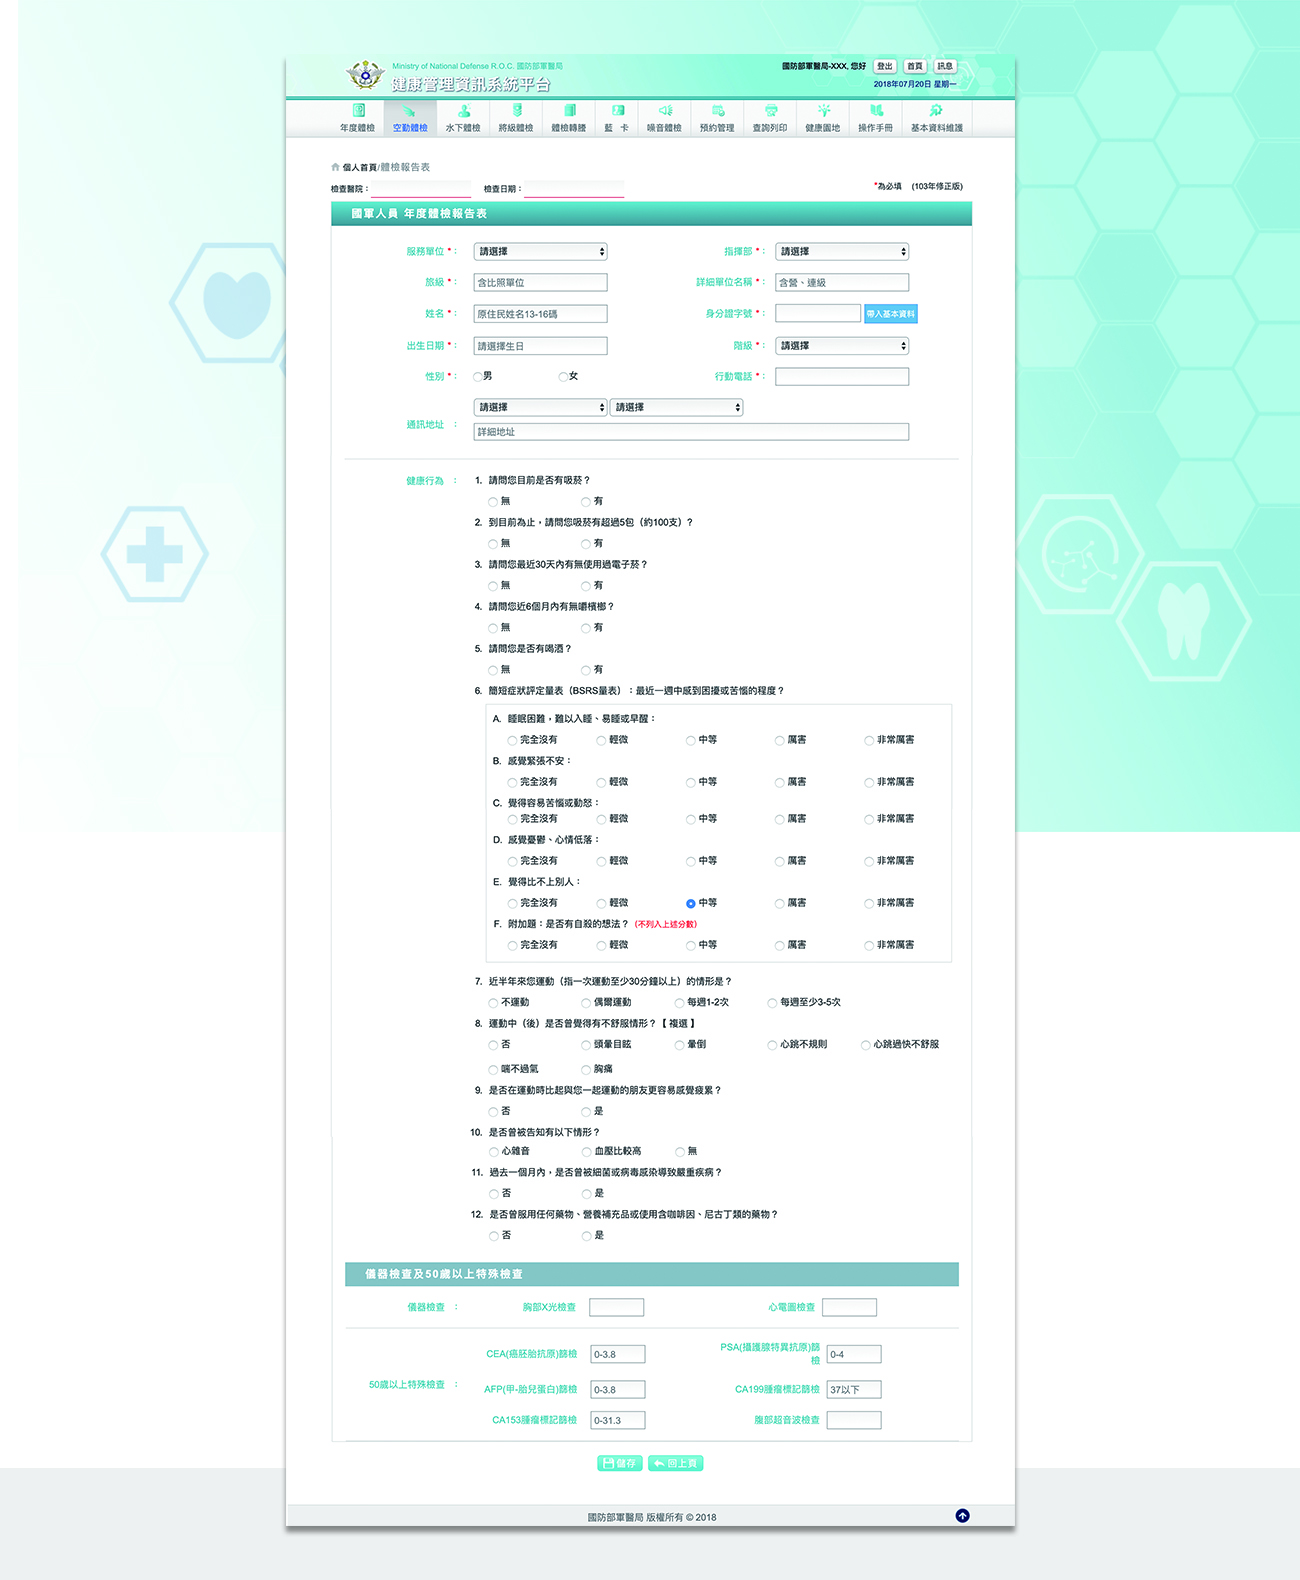 Ministry of National Defense R.O.C. 國防部軍醫局
健康管理資訊系統平台
國防部軍醫局-XXX, 您好 登出 首頁 訊息
2018年07月20日 星期一
年度體檢 空勤體檢 水下體檢 將級體檢 體檢轉謄 藍 卡 噪音體檢 預約管理 查詢列印 健康園地 操作手冊 基本資料維護
個人首頁/體檢報告表
檢查醫院： 檢查日期： *為必填 (103年修正版)
國軍人員 年度體檢報告表
服務單位 *： 請選擇 指揮部 *： 請選擇
旅級 *： 含比照單位 詳細單位名稱 *： 含營、連級
姓名 *： 原住民姓名13-16碼 身分證字號 *： 帶入基本資料
出生日期 *： 請選擇生日 階級 *： 請選擇
性別 *： 男 女 行動電話 *：
請選擇 請選擇
通訊地址 ：
詳細地址
健康行為 ： 1. 請問您目前是否有吸菸？
無 有
2. 到目前為止，請問您吸菸有超過5包（約100支）?
無 有
3. 請問您最近30天內有無使用過電子菸？
無 有
4. 請問您近6個月內有無嚼檳榔？
無 有
5. 請問您是否有喝酒？
無 有
6. 簡短症狀評定量表（BSRS量表）：最近一週中感到困擾或苦惱的程度？
A. 睡眠困難，難以入睡、易睡或早醒：
完全沒有 輕微 中等 厲害 非常厲害
B. 感覺緊張不安：
完全沒有 輕微 中等 厲害 非常厲害
C. 覺得容易苦惱或動怒：
完全沒有 輕微 中等 厲害 非常厲害
D. 感覺憂鬱、心情低落：
完全沒有 輕微 中等 厲害 非常厲害
E. 覺得比不上別人：
完全沒有 輕微 中等 厲害 非常厲害
F. 附加題：是否有自殺的想法？ (不列入上述分數)
完全沒有 輕微 中等 厲害 非常厲害
7. 近半年來您運動（指一次運動至少30分鐘以上）的情形是？
不運動 偶爾運動 每週1-2次 每週至少3-5次
8. 運動中（後）是否曾覺得有不舒服情形？【 複選 】
否 頭暈目眩 暈倒 心跳不規則 心跳過快不舒服
喘不過氣 胸痛
9. 是否在運動時比起與您一起運動的朋友更容易感覺疲累？
否 是
10. 是否曾被告知有以下情形？
心雜音 血壓比較高 無
11. 過去一個月內，是否曾被細菌或病毒感染導致嚴重疾病？
否 是
12. 是否曾服用任何藥物、營養補充品或使用含咖啡因、尼古丁類的藥物？
否 是
儀器檢查及50歲以上特殊檢查
儀器檢查 ： 胸部X光檢查 心電圖檢查
CEA(癌胚胎抗原)篩檢 0-3.8 PSA(攝護腺特異抗原)篩
檢 0-4
50歲以上特殊檢查 ： AFP(甲-胎兒蛋白)篩檢 0-3.8 CA199腫瘤標記篩檢 37以下
CA153腫瘤標記篩檢 0-31.3 腹部超音波檢查
儲存 回上頁
國防部軍醫局 版權所有 © 2018